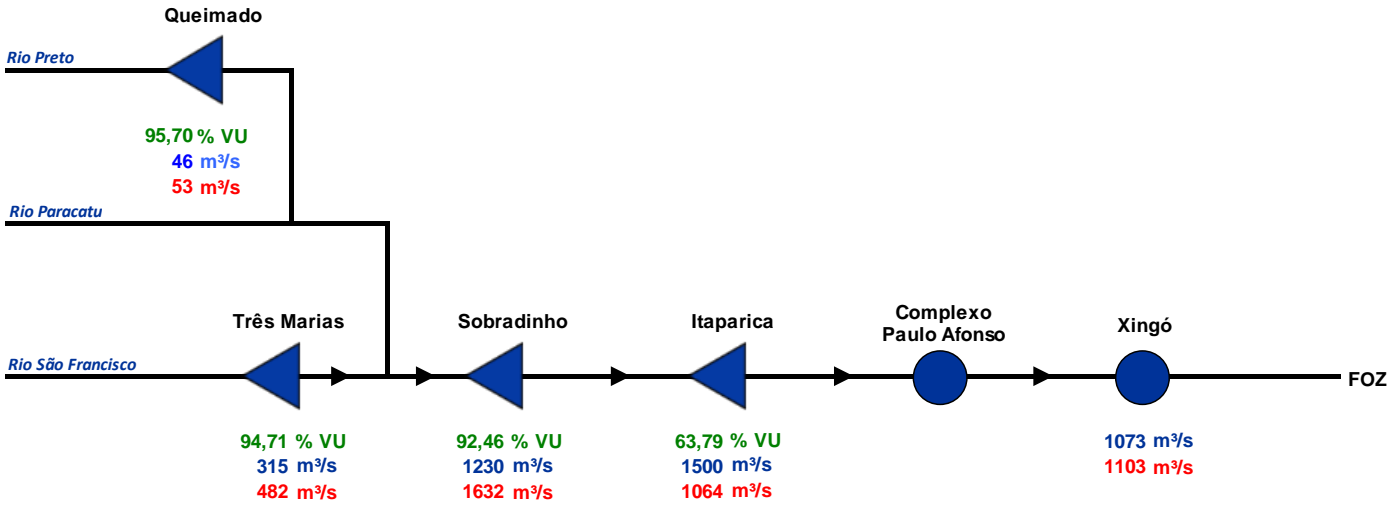 Queimado
Rio Preto
95,70 % VU
46 m³/s
53 m³/s
Rio Paracatu
Três Marias
Sobradinho
Itaparica
Complexo
Paulo Afonso
Xingó
Rio São Francisco
FOZ
94,71 % VU
315 m³/s
482 m³/s
92,46 % VU
1230 m³/s
1632 m³/s
63,79 % VU
1500 m³/s
1064 m³/s
1073 m³/s
1103 m³/s